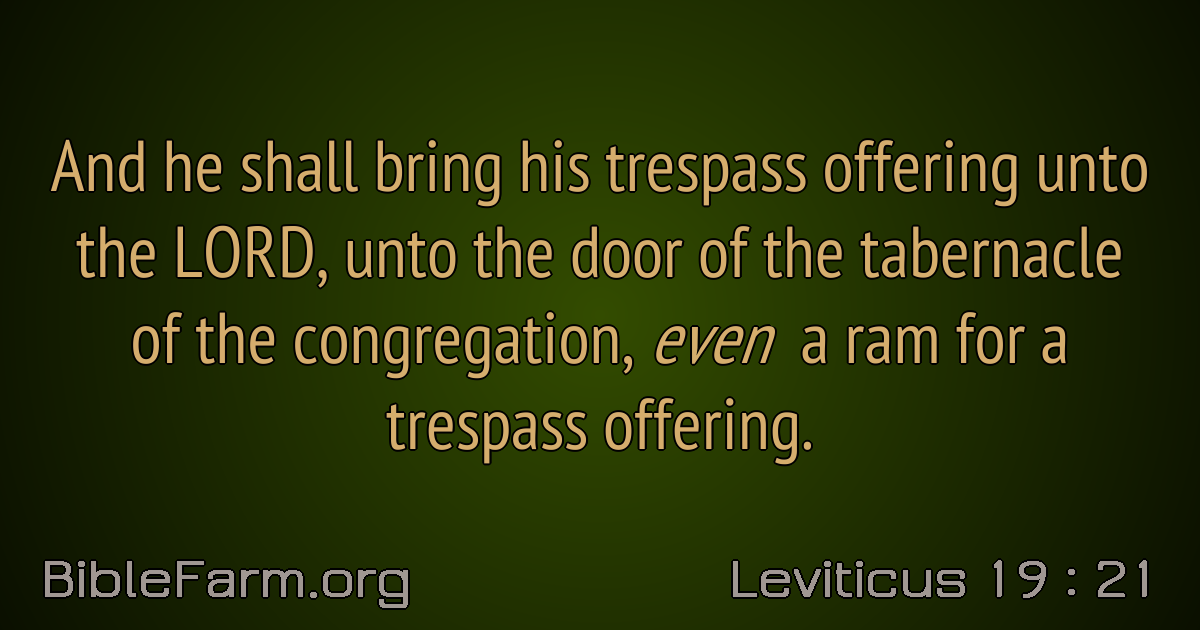 And he shall bring his trespass offering unto
the LORD, unto the door of the tabernacle
of the congregation, even a ram for a
trespass offering.
BibleFarm.org
Leviticus 19 : 21